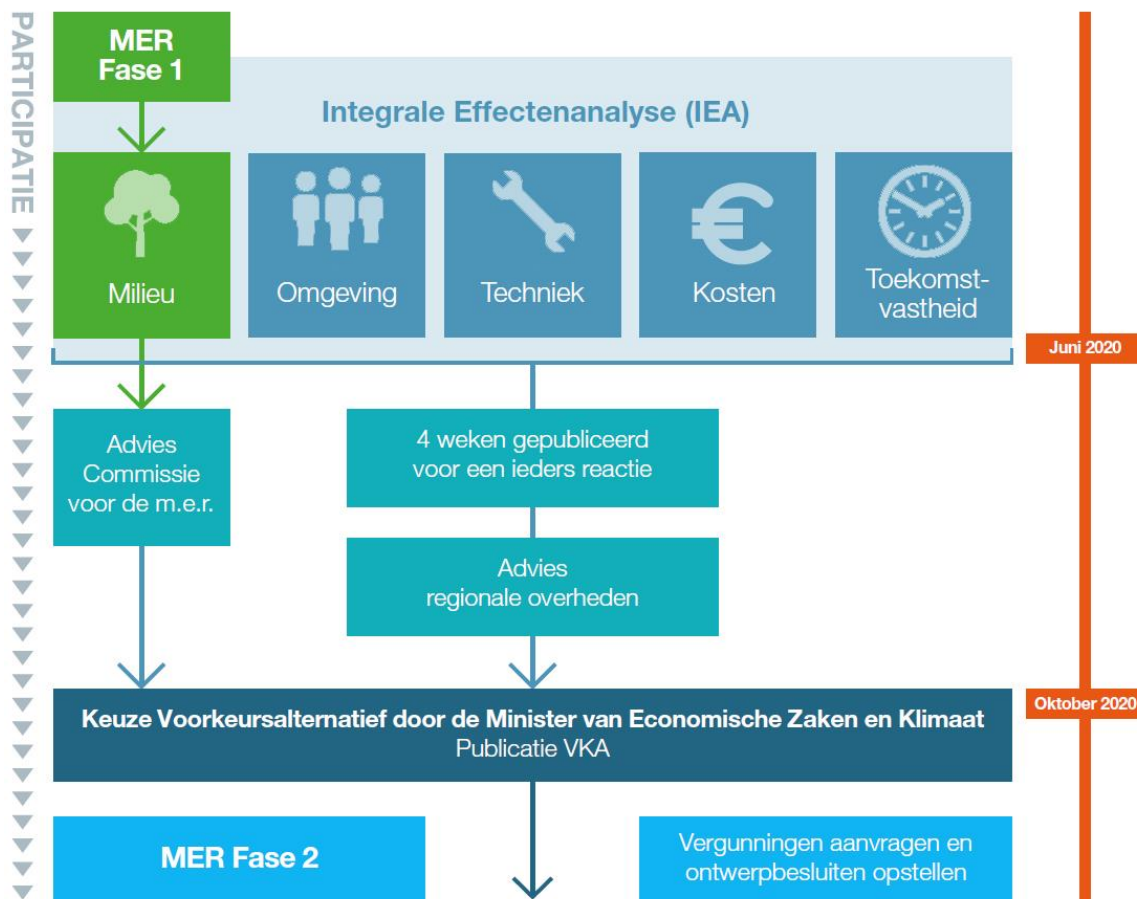 PARTICIPATIE
MER
Fase 1
Integrale Effectenanalyse (IEA)
Milieu
Omgeving
Techniek
€
Kosten
Toekomst-
vastheid
Juni 2020
Advies
Commissie
voor de m.e.r.
4 weken gepubliceerd
voor een ieders reactie
Advies
regionale overheden
Keuze Voorkeursalternatief door de Minister van Economische Zaken en Klimaat
Publicatie VKA
Oktober 2020
MER Fase 2
Vergunningen aanvragen en
ontwerpbesluiten opstellen